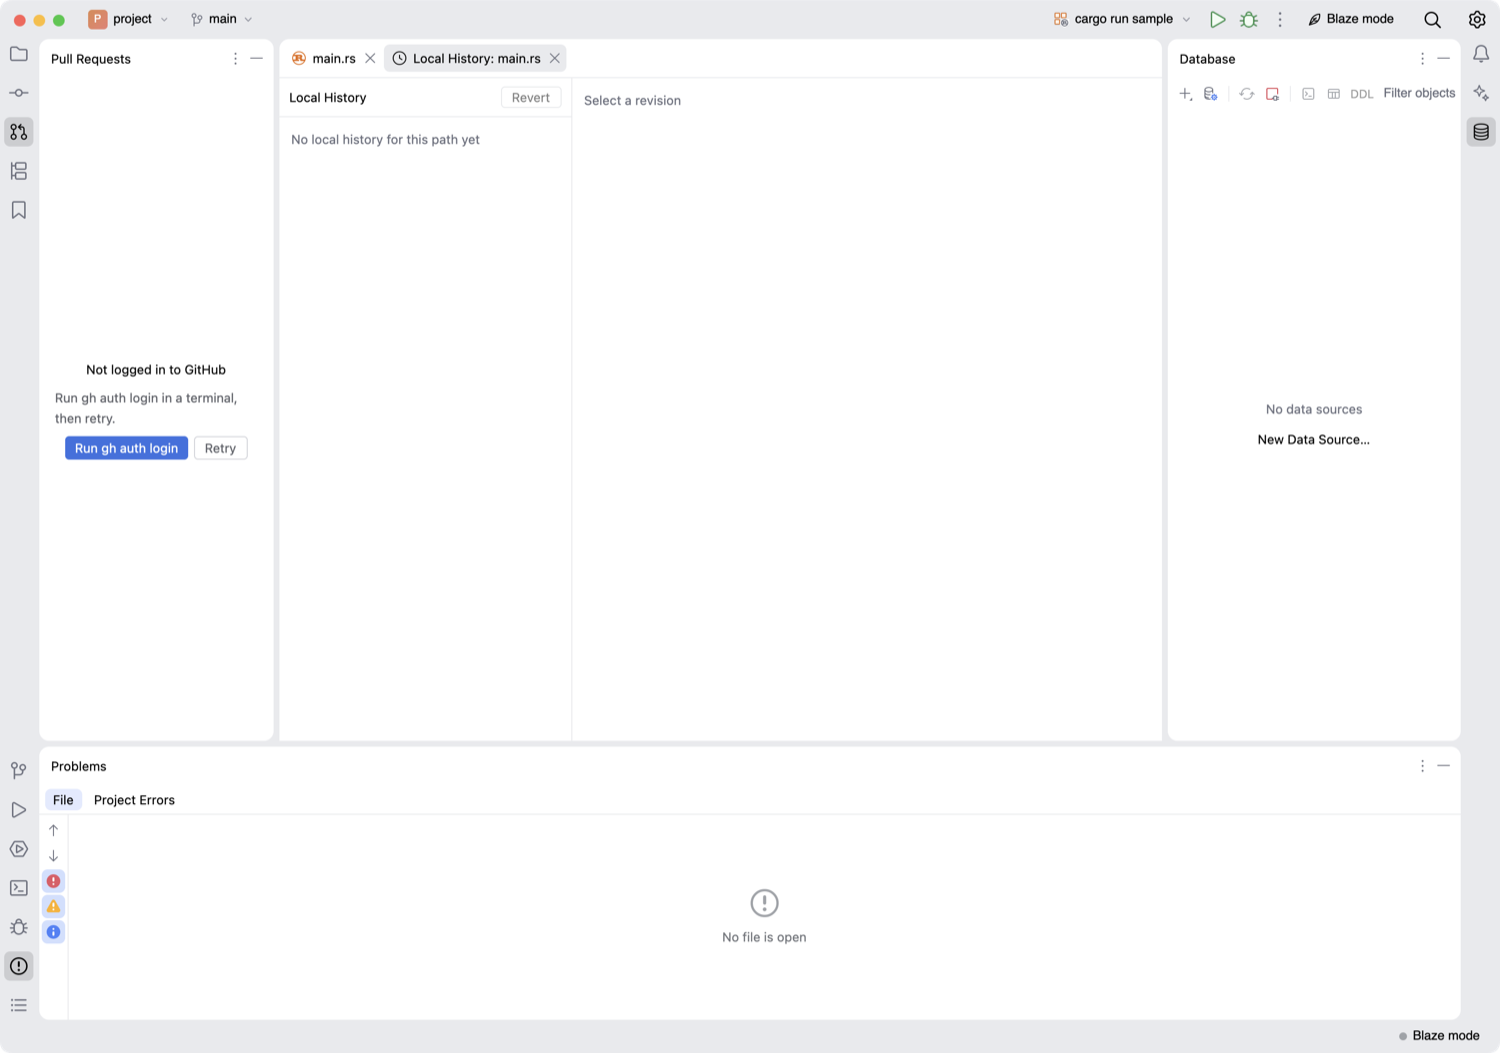 P project main cargo run sample Blaze mode
Pull Requests
Not logged in to GitHub
Run gh auth login in a terminal,
then retry.
Run gh auth login Retry
main.rs Local History: main.rs
Local History Revert
No local history for this path yet
Select a revision
Database
DDL Filter objects
No data sources
New Data Source...
Problems
File Project Errors
No file is open
Blaze mode